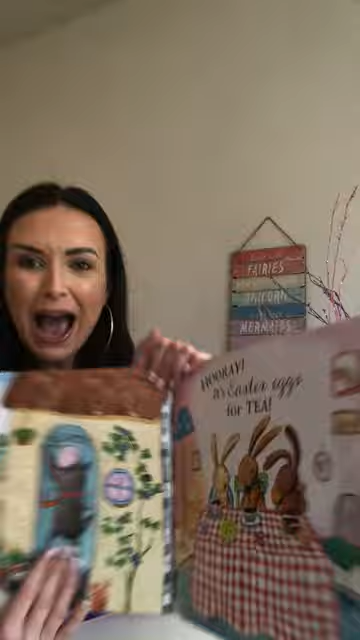 FAIRIES
UNICORN
MERMAIDS
HOORAY!
It's Easter eggs
for TEA!